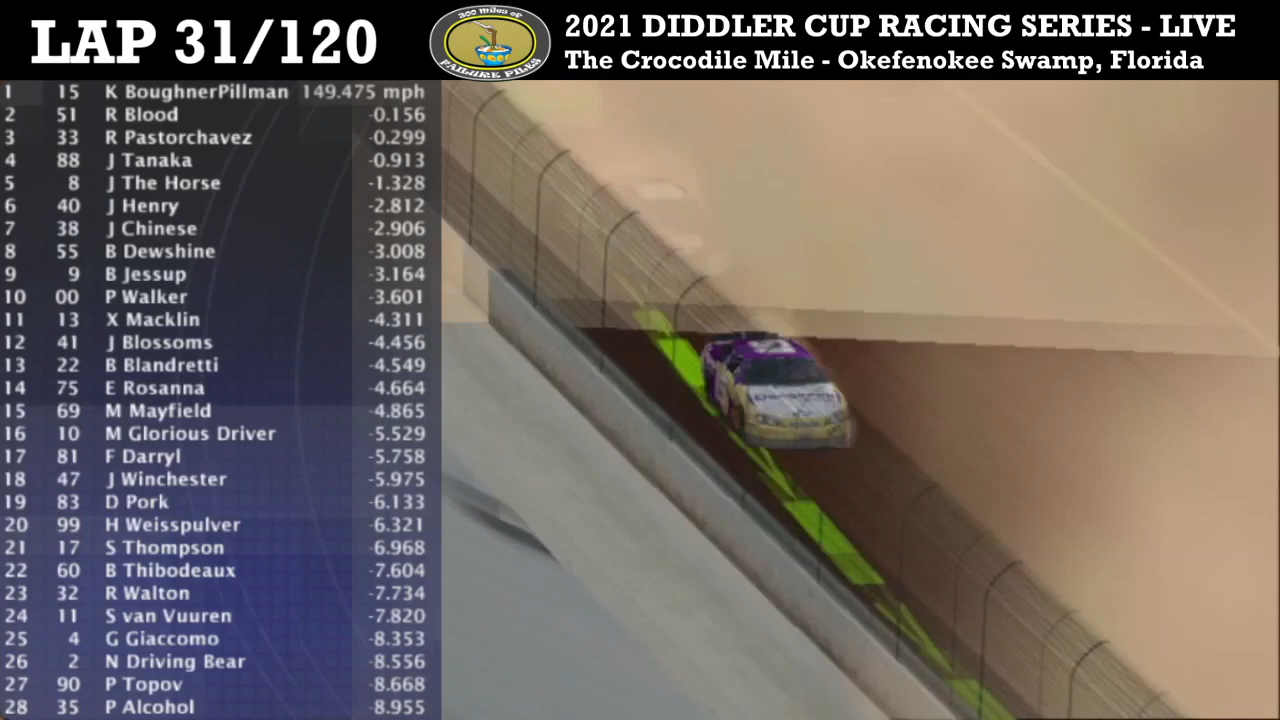 LAP 31/120
300 Miles of
FAILURE PILES
2021 DIDDLER CUP RACING SERIES - LIVE
The Crocodile Mile - Okefenokee Swamp, Florida
1 15 K BoughnerPillman 149.475 mph
2 51 R Blood -0.156
3 33 R Pastorchavez -0.299
4 88 J Tanaka -0.913
5 8 J The Horse -1.328
6 40 J Henry -2.812
7 38 J Chinese -2.906
8 55 B Dewshine -3.008
9 9 B Jessup -3.164
10 00 P Walker -3.601
11 13 X Macklin -4.311
12 41 J Blossoms -4.456
13 22 B Blandretti -4.549
14 75 E Rosanna -4.664
15 69 M Mayfield -4.865
16 10 M Glorious Driver -5.529
17 81 F Darryl -5.758
18 47 J Winchester -5.975
19 83 D Pork -6.133
20 99 H Weisspulver -6.321
21 17 S Thompson -6.968
22 60 B Thibodeaux -7.604
23 32 R Walton -7.734
24 11 S van Vuuren -7.820
25 4 G Giaccomo -8.353
26 2 N Driving Bear -8.556
27 90 P Topov -8.668
28 35 P Alcohol -8.955